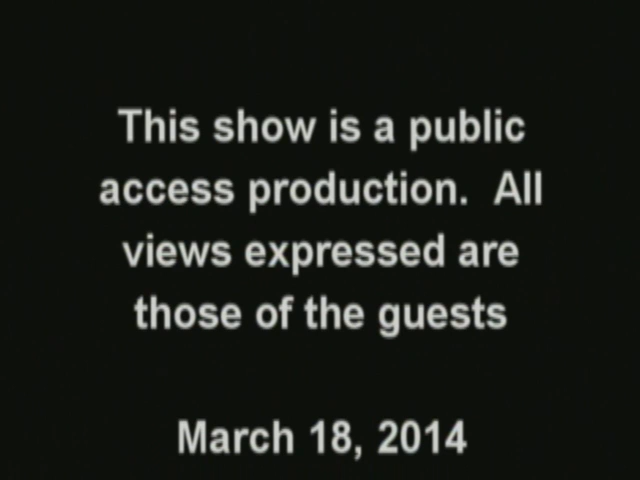 This show is a public
access production.  All
views expressed are
those of the guests
March 18, 2014